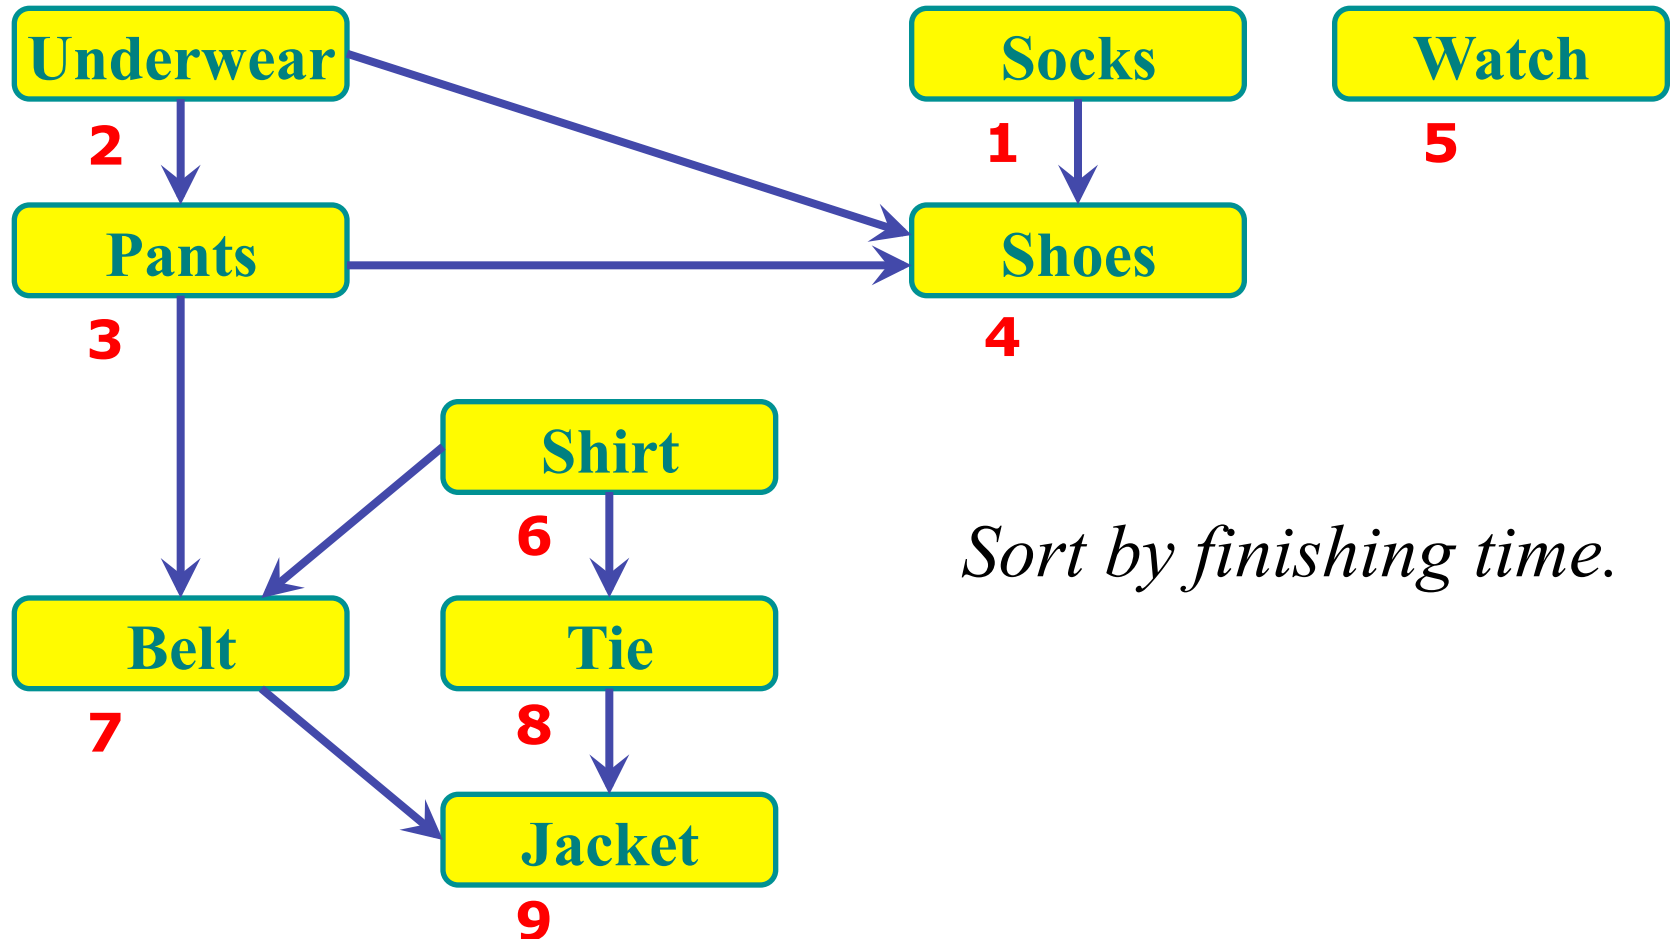 Underwear
Socks
Watch
2
1
5
Pants
Shoes
3
4
Shirt
6
Sort by finishing time.
Belt
Tie
7
8
Jacket
9